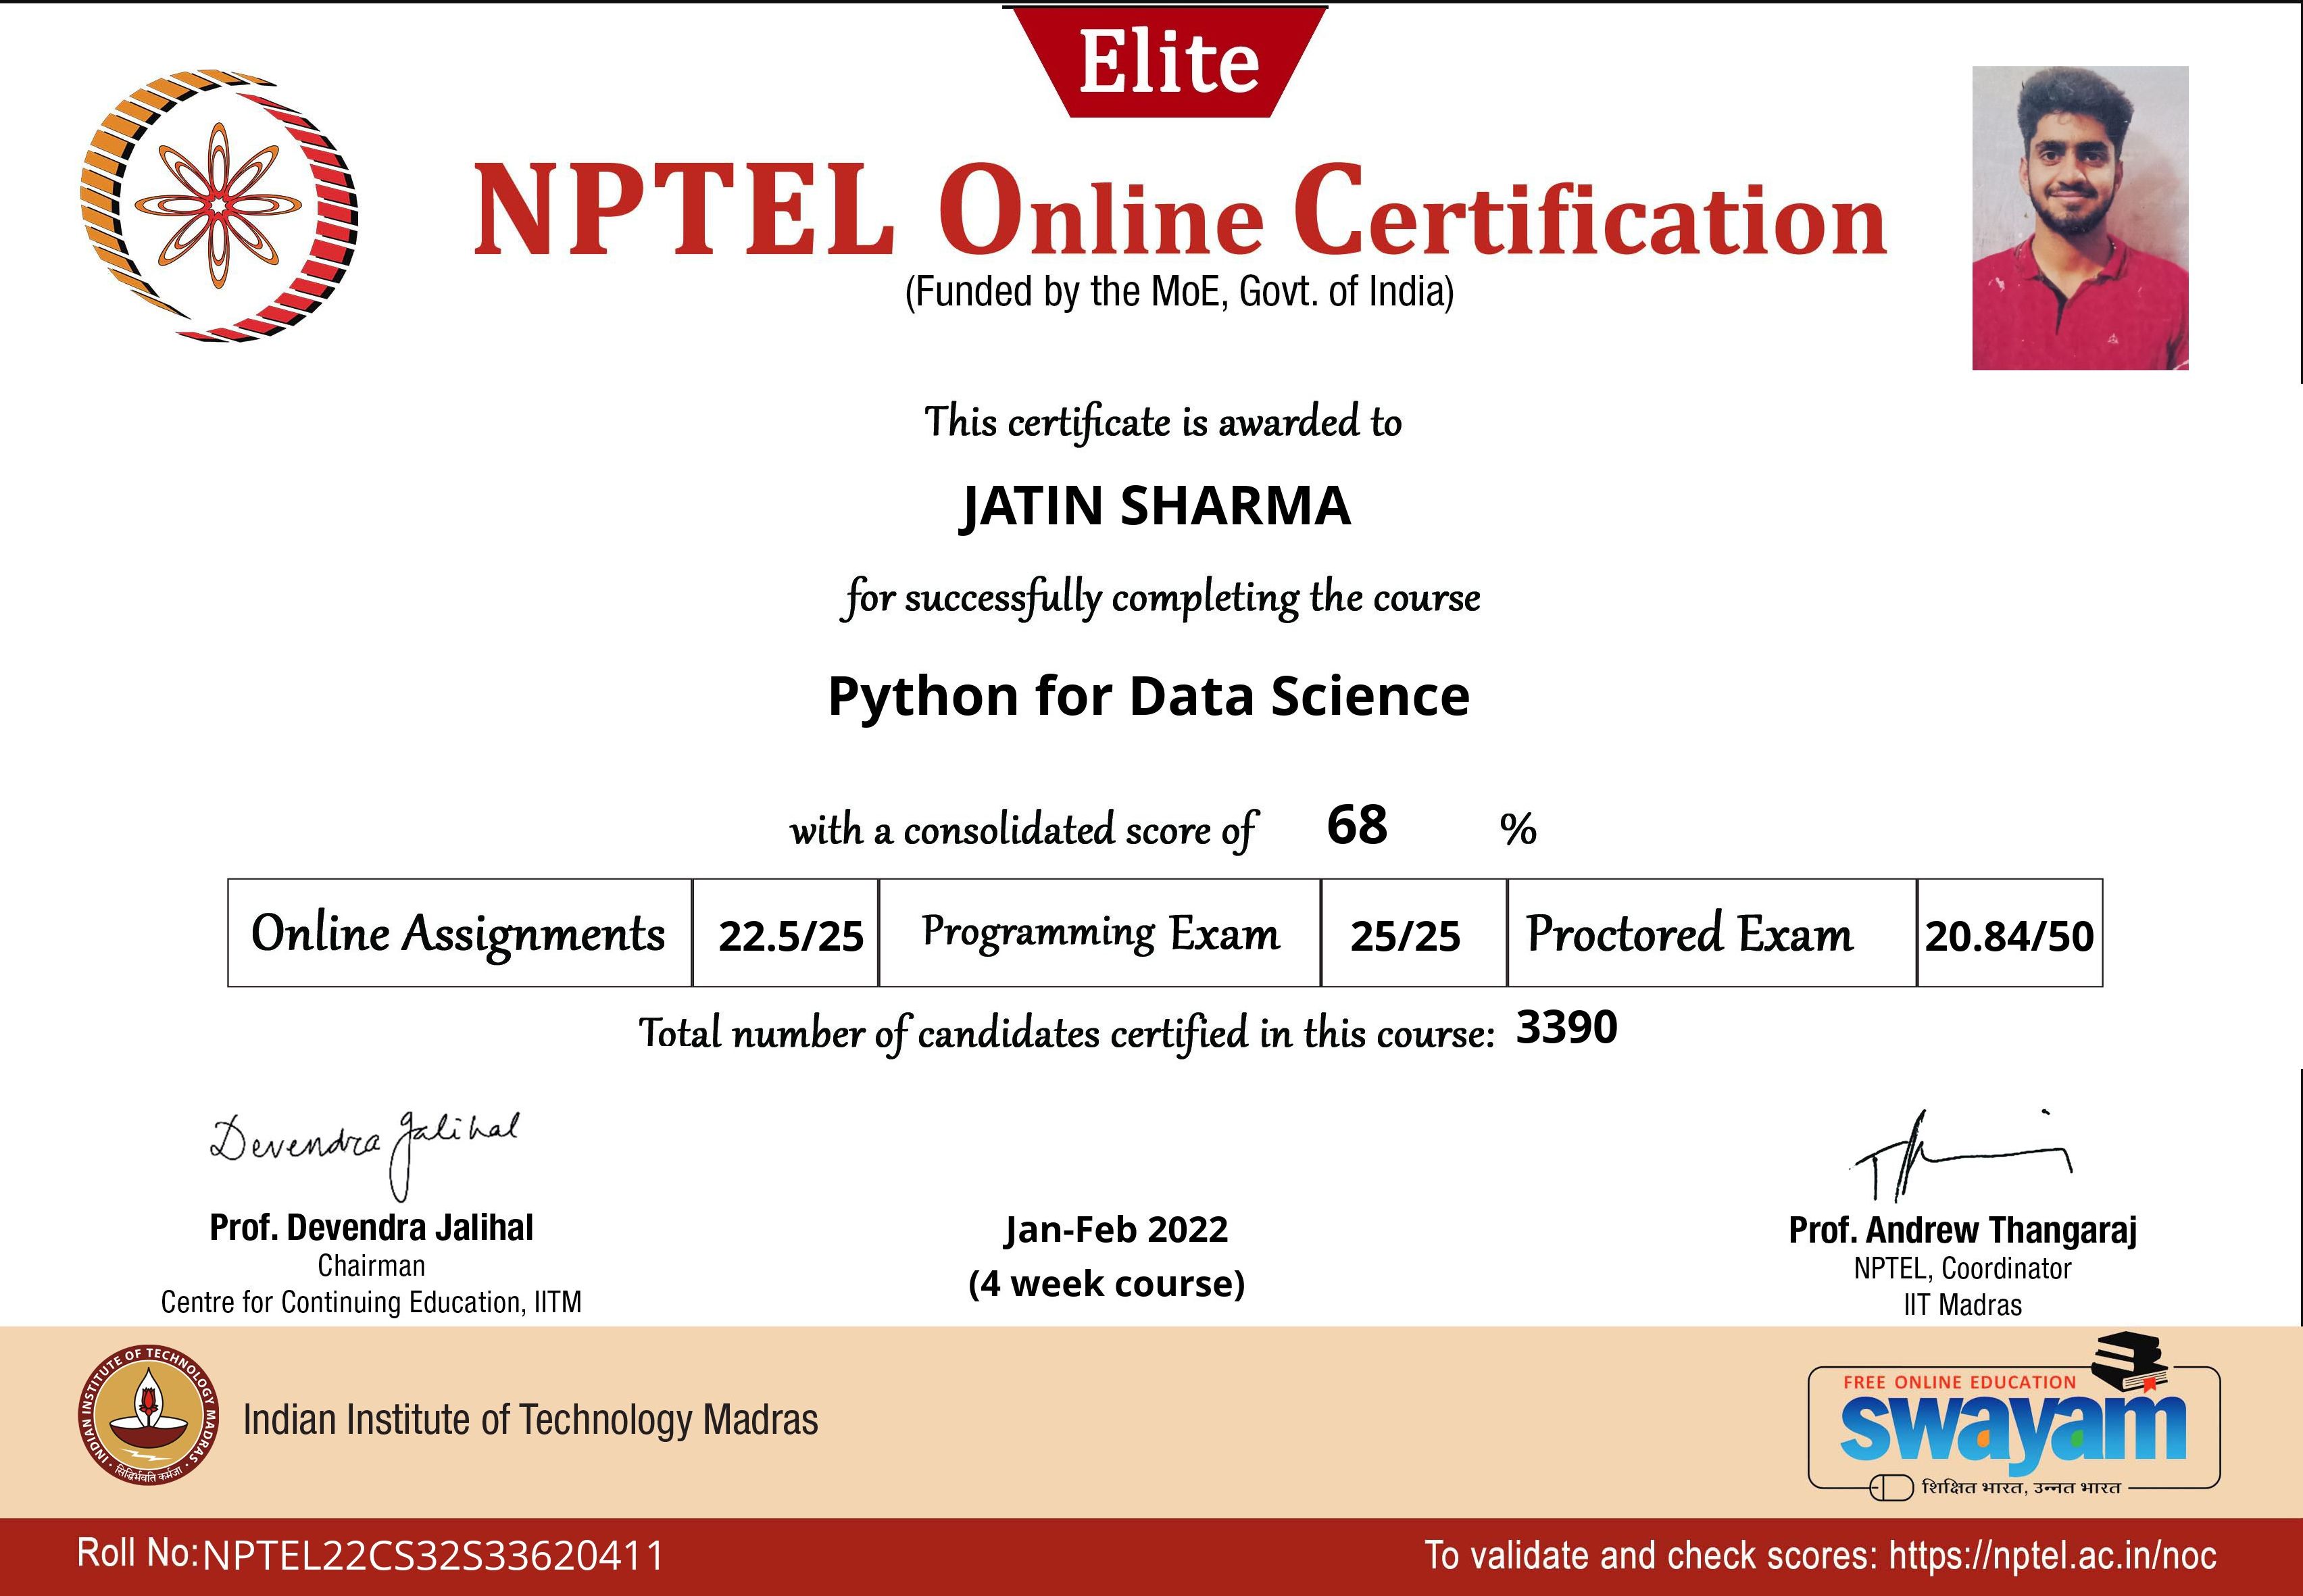 Elite
NPTEL Online Certification
(Funded by the MoE, Govt. of India)
This certificate is awarded to
JATIN SHARMA
for successfully completing the course
Python for Data Science
with a consolidated score of 68 %
Online Assignments 22.5/25 Programming Exam 25/25 Proctored Exam 20.84/50
Total number of candidates certified in this course: 3390
Devendra Jalihal
Prof. Devendra Jalihal
Chairman
Centre for Continuing Education, IITM
Jan-Feb 2022
(4 week course)
Prof. Andrew Thangaraj
NPTEL, Coordinator
IIT Madras
INDIAN INSTITUTE OF TECHNOLOGY MADRAS
सिद्धिर्भवति कर्मजा
Indian Institute of Technology Madras
FREE ONLINE EDUCATION
swayam
शिक्षित भारत, उन्नत भारत
Roll No:NPTEL22CS32S33620411
To validate and check scores: https://nptel.ac.in/noc